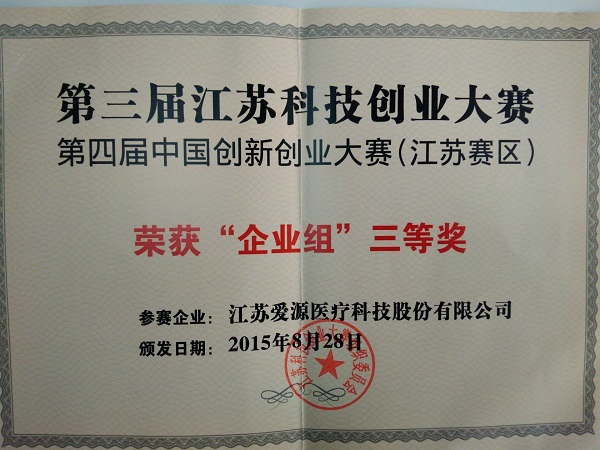 第三届江苏科技创业大赛
第四届中国创新创业大赛（江苏赛区）
荣获“企业组”三等奖
参赛企业：江苏爱源医疗科技股份有限公司
颁发日期：2015年8月28日